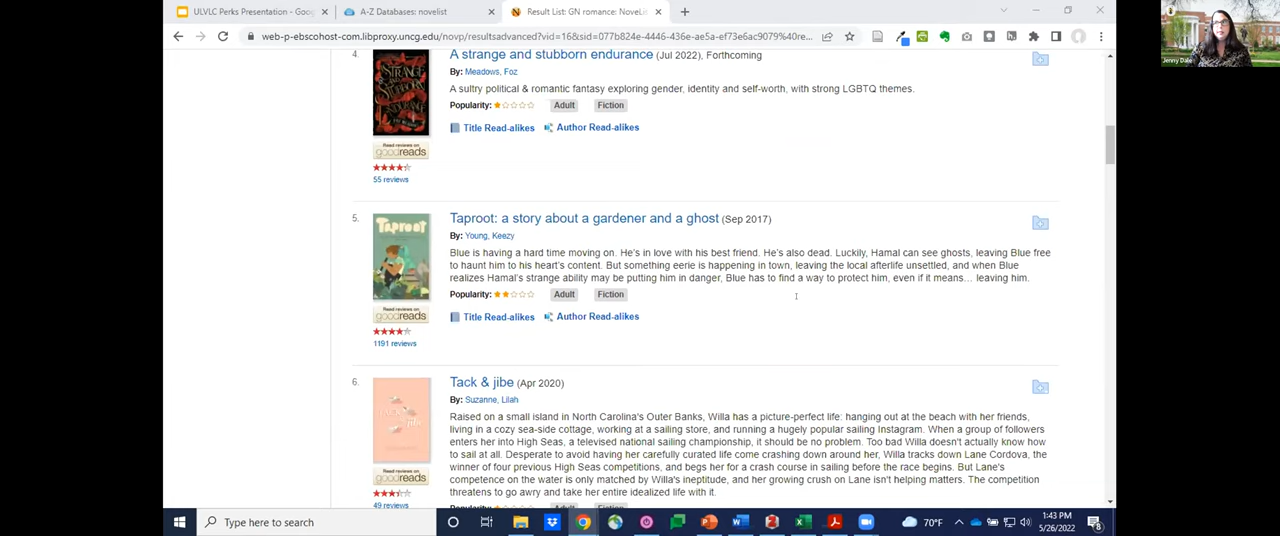 ULVLC Perks Presentation - Goo
A-Z Databases: novelist
Result List: GN romance: NoveLi
web-p-ebscohost-com.libproxy.uncg.edu/novp/resultsadvanced?vid=16&sid=077b824e-4446-436e-ae5a-ef73e6ac9079%40re...
Jenny Dale
4.
A strange and stubborn endurance (Jul 2022), Forthcoming
By: Meadows, Foz
A sultry political & romantic fantasy exploring gender, identity and self-worth, with strong LGBTQ themes.
Popularity: Adult Fiction
Title Read-alikes Author Read-alikes
Read reviews on
goodreads
55 reviews
5.
Taproot: a story about a gardener and a ghost (Sep 2017)
By: Young, Keezy
Taproot
Blue is having a hard time moving on. He's in love with his best friend. He's also dead. Luckily, Hamal can see ghosts, leaving Blue free
to haunt him to his heart's content. But something eerie is happening in town, leaving the local afterlife unsettled, and when Blue
realizes Hamal's strange ability may be putting him in danger, Blue has to find a way to protect him, even if it means... leaving him.
Popularity: Adult Fiction
Title Read-alikes Author Read-alikes
Read reviews on
goodreads
1191 reviews
6.
Tack & jibe (Apr 2020)
By: Suzanne, Lilah
Raised on a small island in North Carolina's Outer Banks, Willa has a picture-perfect life: hanging out at the beach with her friends,
living in a cozy sea-side cottage, working at a sailing store, and running a hugely popular sailing Instagram. When a group of followers
enters her into High Seas, a televised national sailing championship, it should be no problem. Too bad Willa doesn't actually know how
to sail at all. Desperate to avoid having her carefully curated life come crashing down around her, Willa tracks down Lane Cordova, the
winner of four previous High Seas competitions, and begs her for a crash course in sailing before the race begins. But Lane's
competence on the water is only matched by Willa's ineptitude, and her growing crush on Lane isn't helping matters. The competition
threatens to go awry and take her entire idealized life with it.
Read reviews on
goodreads
49 reviews
Type here to search
70°F
1:43 PM
5/26/2022